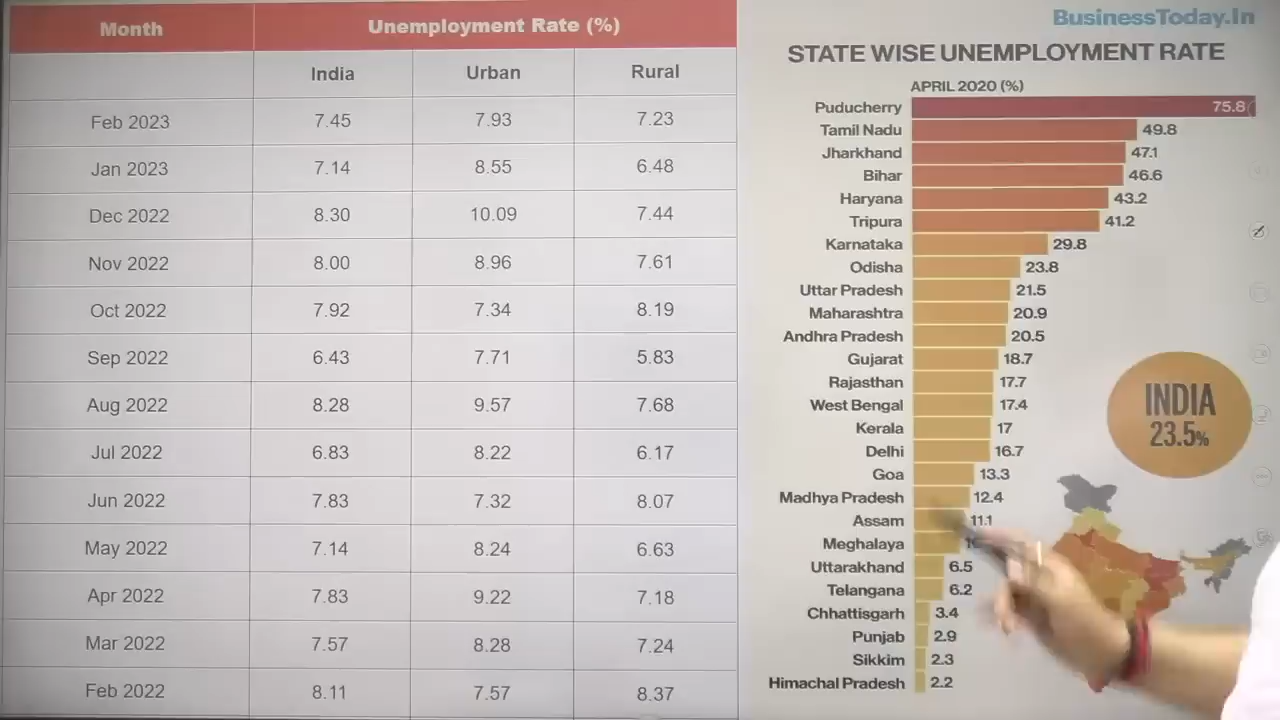 Month Unemployment Rate (%)
India Urban Rural
Feb 2023 7.45 7.93 7.23
Jan 2023 7.14 8.55 6.48
Dec 2022 8.30 10.09 7.44
Nov 2022 8.00 8.96 7.61
Oct 2022 7.92 7.34 8.19
Sep 2022 6.43 7.71 5.83
Aug 2022 8.28 9.57 7.68
Jul 2022 6.83 8.22 6.17
Jun 2022 7.83 7.32 8.07
May 2022 7.14 8.24 6.63
Apr 2022 7.83 9.22 7.18
Mar 2022 7.57 8.28 7.24
Feb 2022 8.11 7.57 8.37
BusinessToday.In
STATE WISE UNEMPLOYMENT RATE
APRIL 2020 (%)
Puducherry 75.8
Tamil Nadu 49.8
Jharkhand 47.1
Bihar 46.6
Haryana 43.2
Tripura 41.2
Karnataka 29.8
Odisha 23.8
Uttar Pradesh 21.5
Maharashtra 20.9
Andhra Pradesh 20.5
Gujarat 18.7
Rajasthan 17.7
West Bengal 17.4
Kerala 17
Delhi 16.7
Goa 13.3
Madhya Pradesh 12.4
Assam 11.1
Meghalaya
Uttarakhand 6.5
Telangana 6.2
Chhattisgarh 3.4
Punjab 2.9
Sikkim 2.3
Himachal Pradesh 2.2
INDIA
23.5%